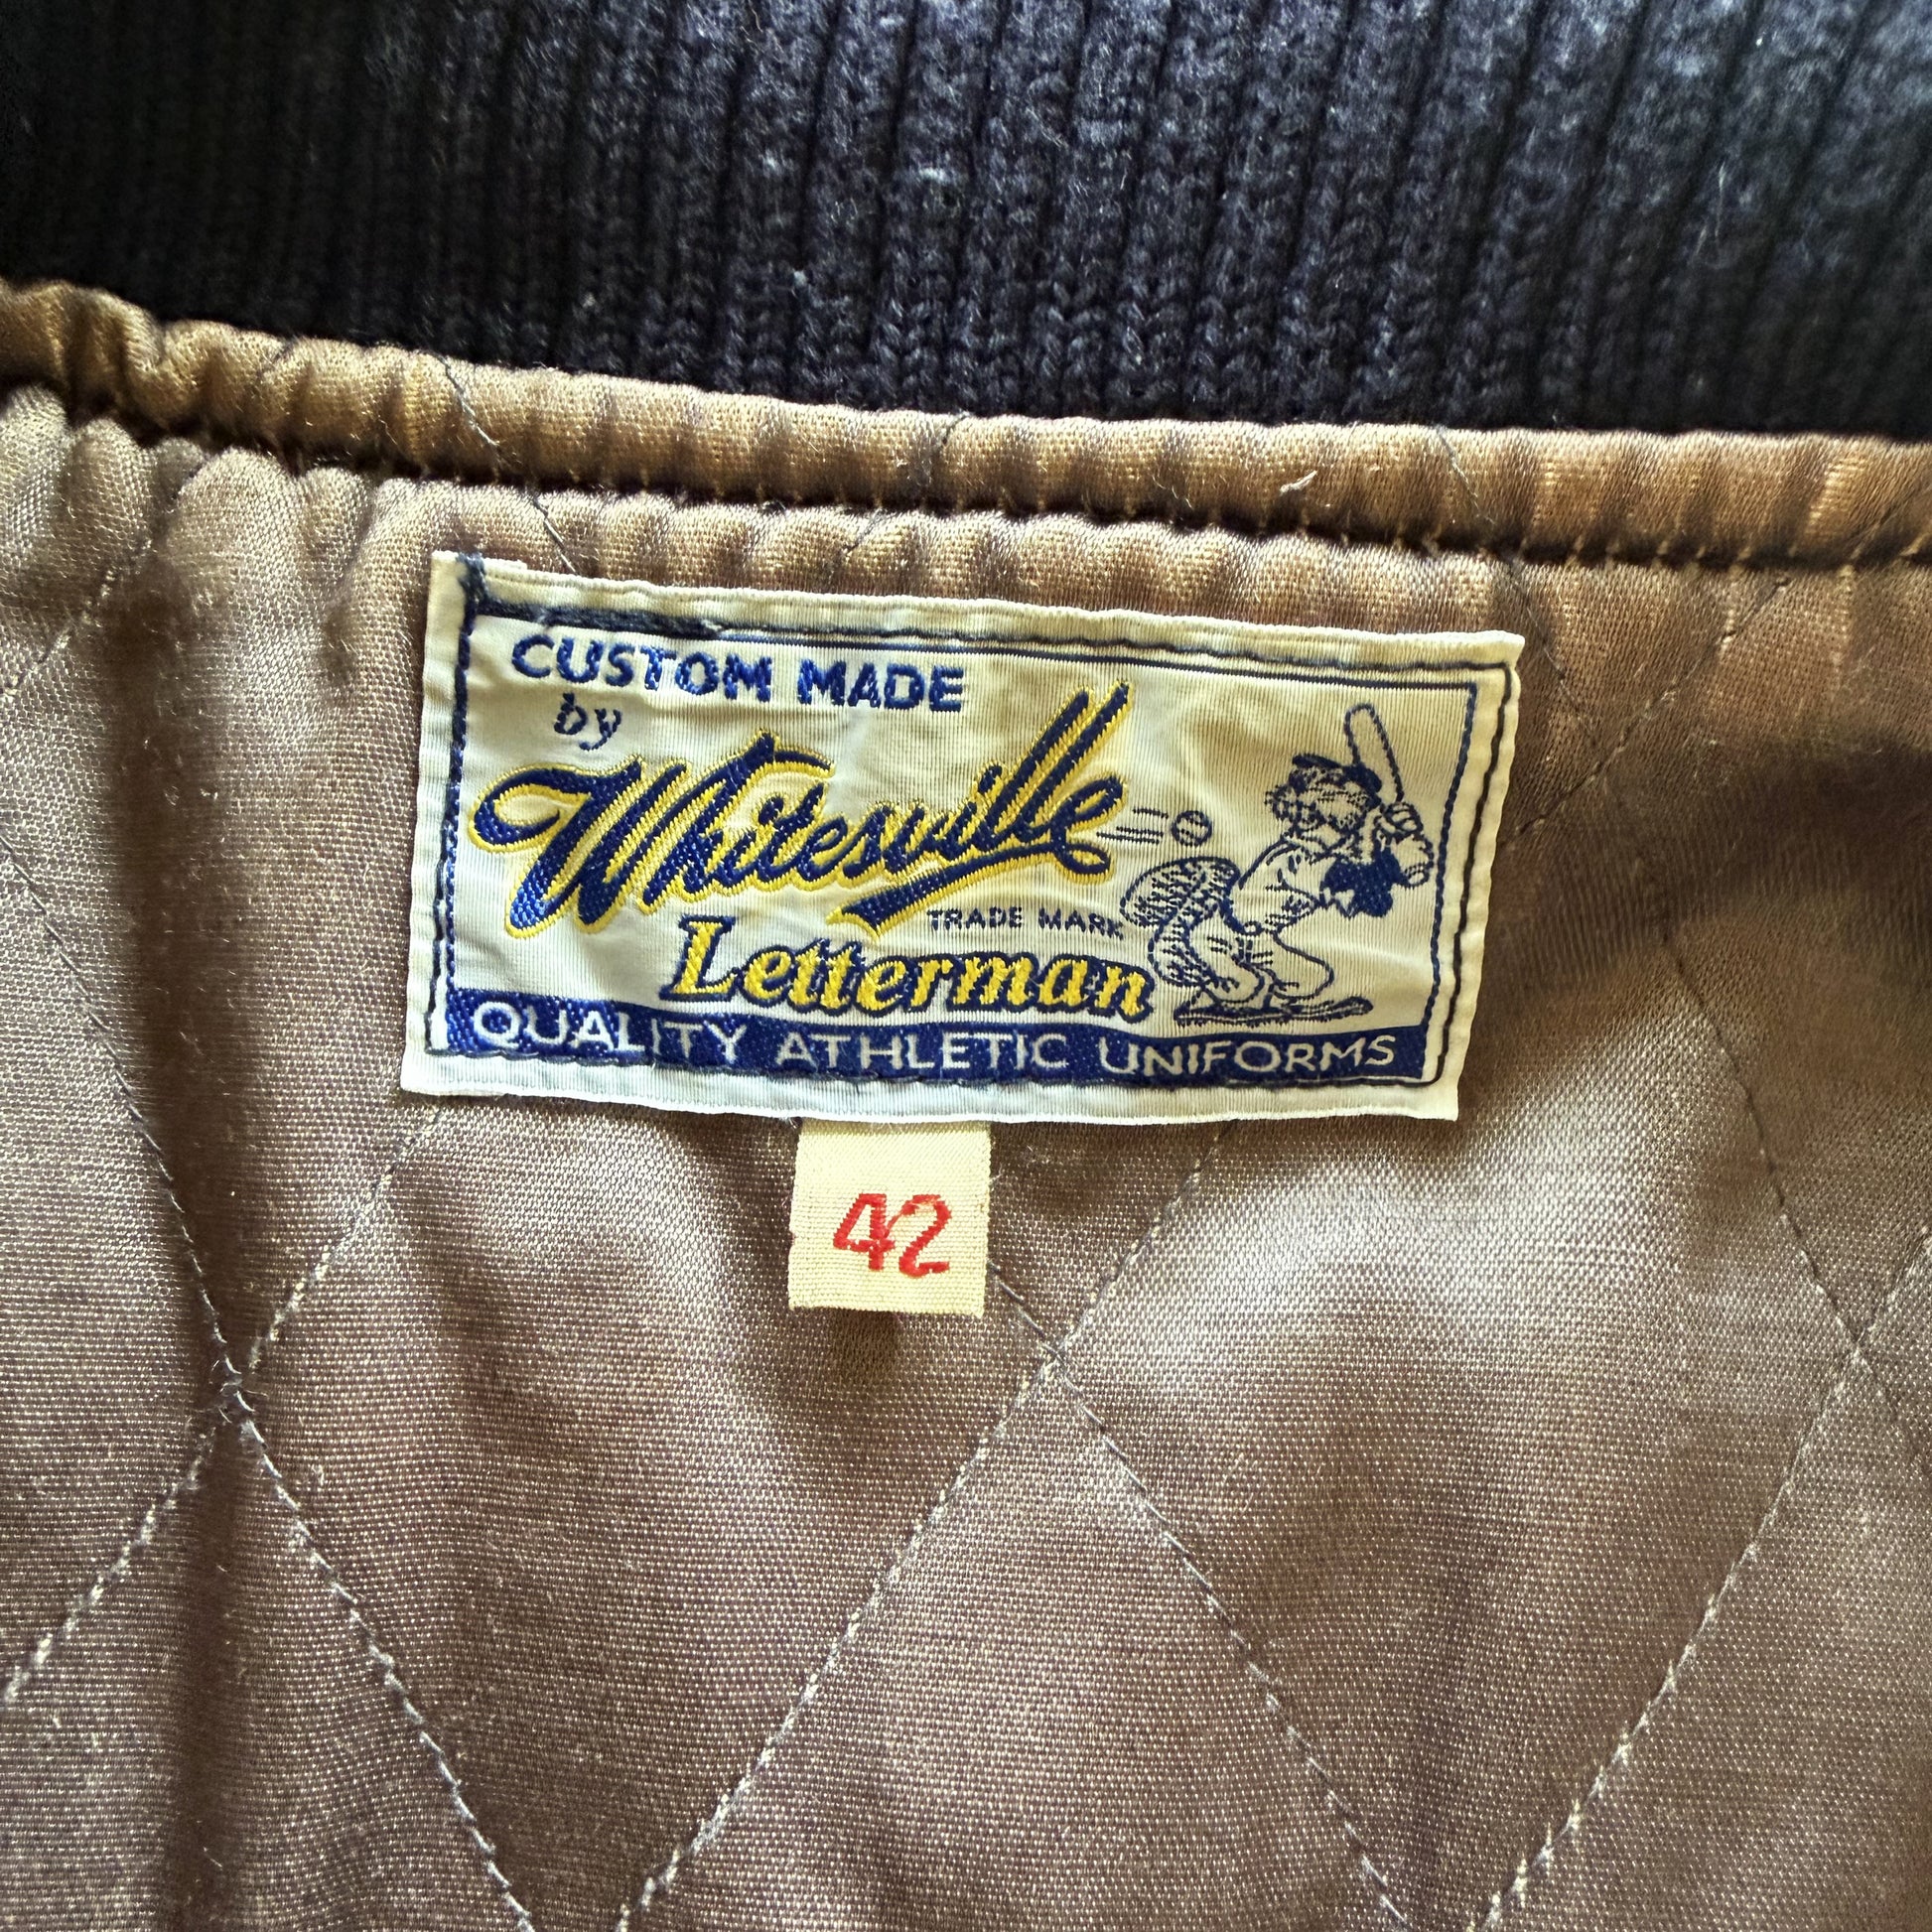 CUSTOM MADE
by
Whitesville
TRADE MARK
Letterman
QUALITY ATHLETIC UNIFORMS
42